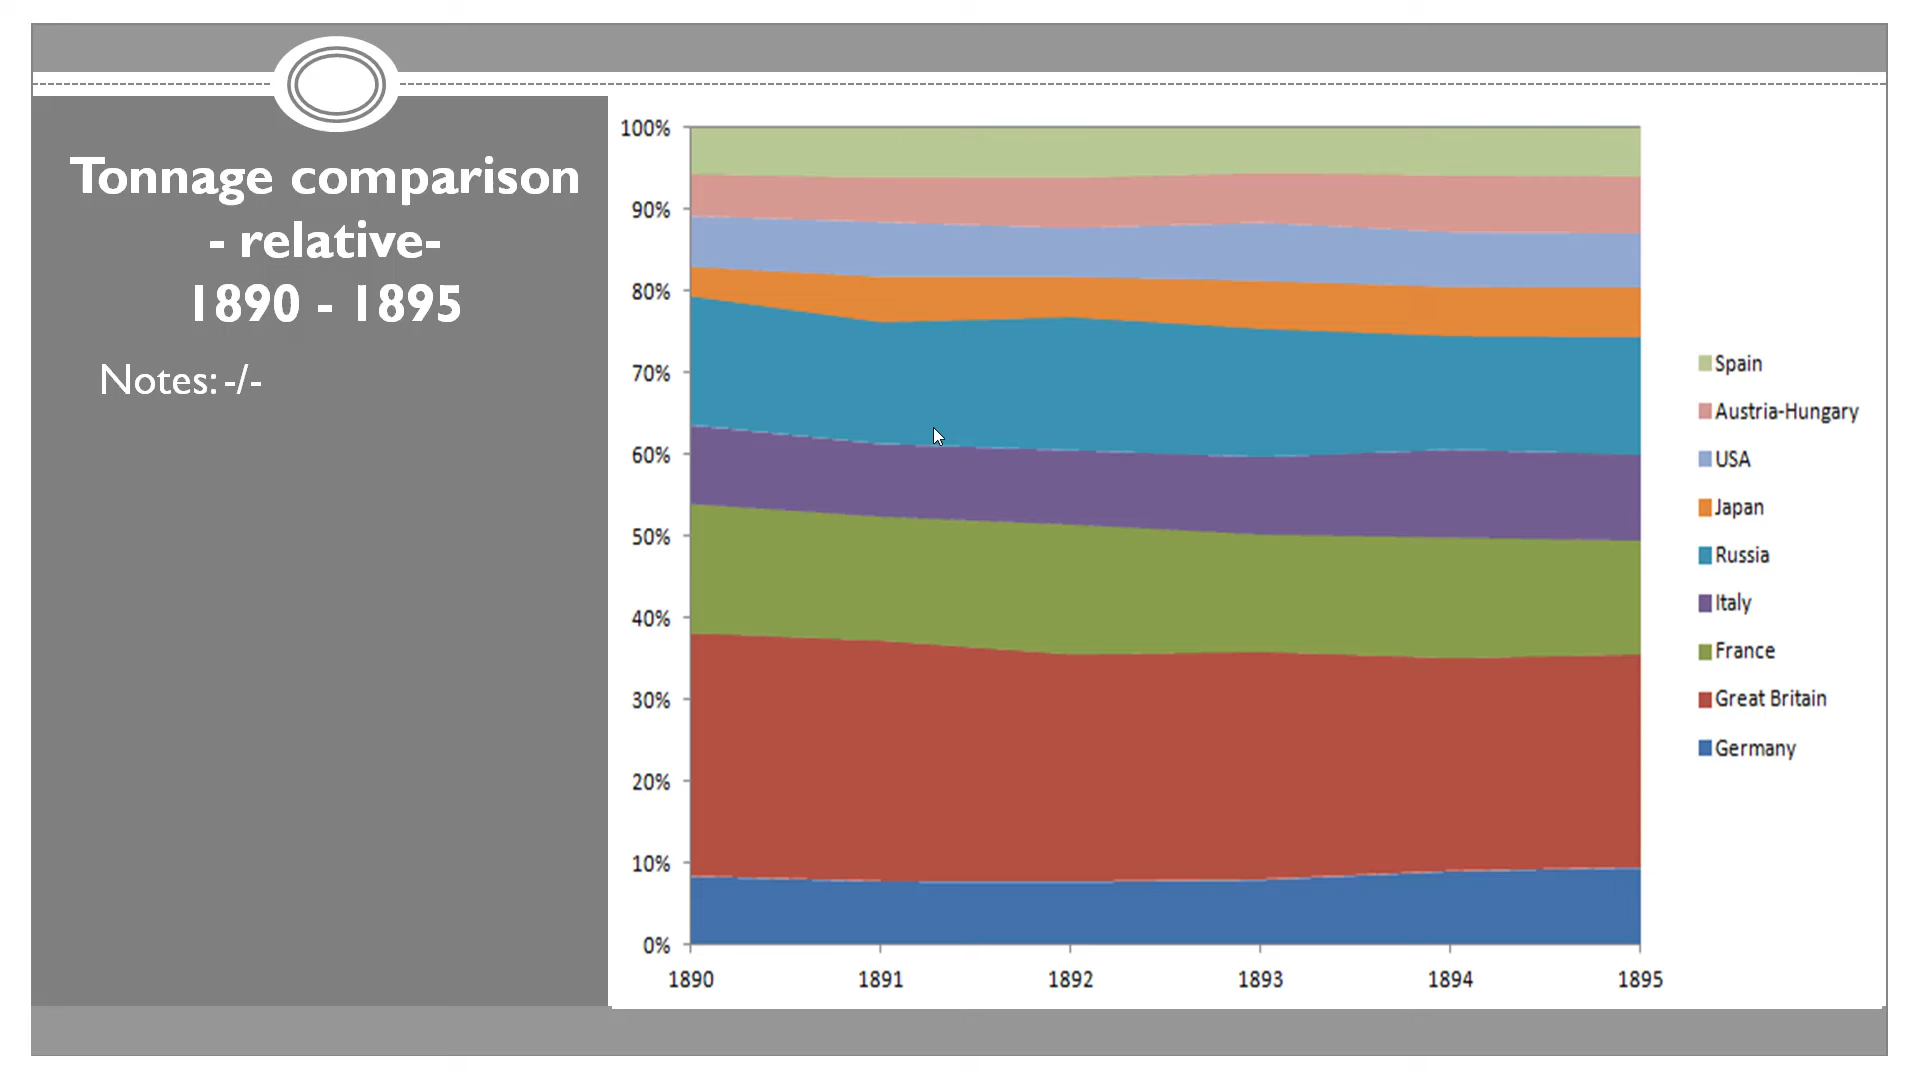 Tonnage comparison
- relative-
1890 - 1895
Notes: -/-
100%
90%
80%
70%
60%
50%
40%
30%
20%
10%
0%
1890 1891 1892 1893 1894 1895
Spain
Austria-Hungary
USA
Japan
Russia
Italy
France
Great Britain
Germany